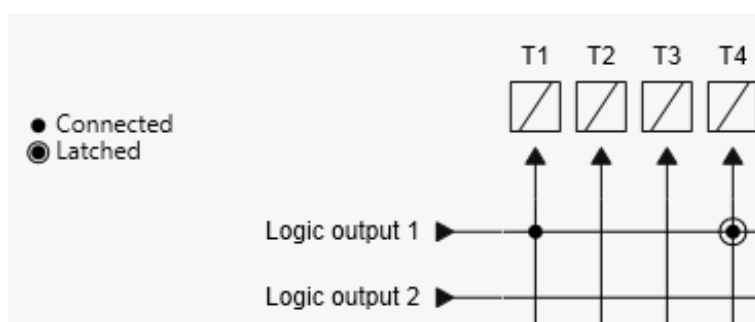 T1 T2 T3 T4
Connected
Latched
Logic output 1
Logic output 2